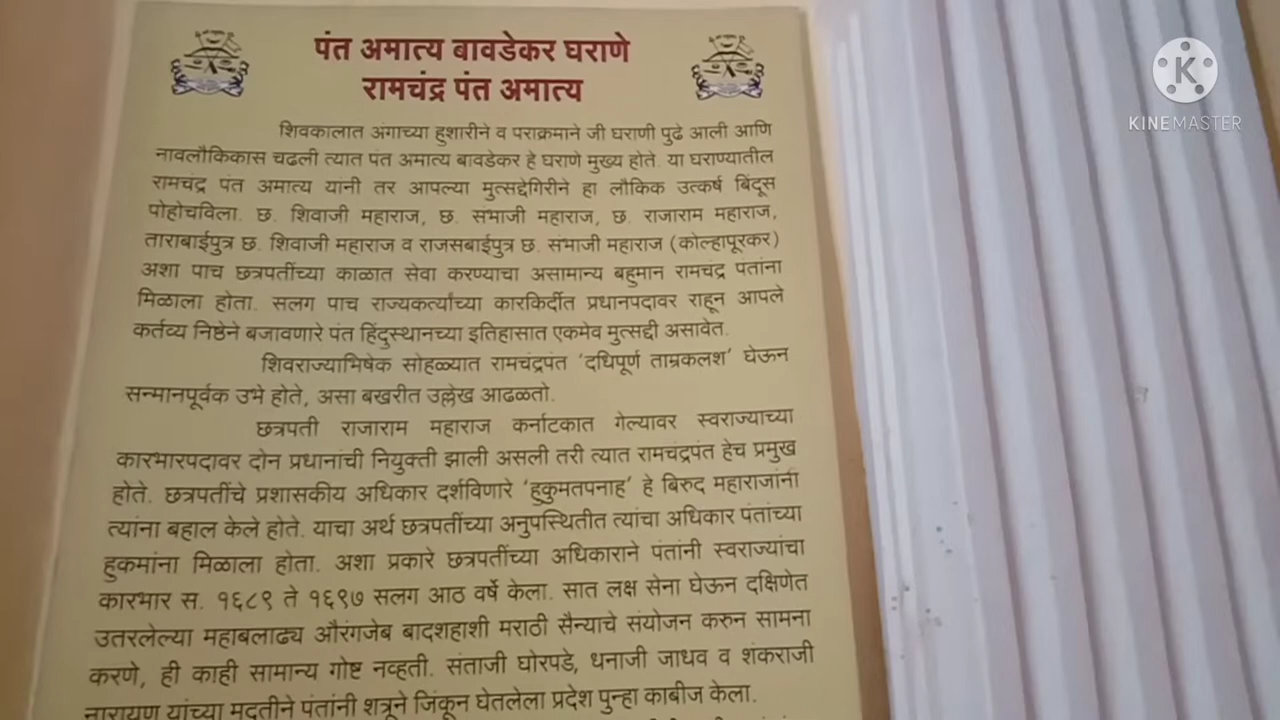 पंत अमात्य बावडेकर घराणे
रामचंद्र पंत अमात्य
शिवकालात अंगाच्या हुशारीने व पराक्रमाने जी घराणी पुढे आली आणि
नावलौकिकास चढली त्यात पंत अमात्य बावडेकर हे घराणे मुख्य होते. या घराण्यातील
रामचंद्र पंत अमात्य यांनी तर आपल्या मुत्सद्देगिरीने हा लौकिक उत्कर्ष बिंदूस
पोहोचविला. छ. शिवाजी महाराज, छ. संभाजी महाराज, छ. राजाराम महाराज,
ताराबाईपुत्र छ. शिवाजी महाराज व राजसबाईपुत्र छ. संभाजी महाराज (कोल्हापूरकर)
अशा पाच छत्रपतींच्या काळात सेवा करण्याचा असामान्य बहुमान रामचंद्र पंतांना
मिळाला होता. सलग पाच राज्यकर्त्यांच्या कारकिर्दीत प्रधानपदावर राहून आपले
कर्तव्य निष्ठेने बजावणारे पंत हिंदुस्थानच्या इतिहासात एकमेव मुत्सद्दी असावेत.
शिवराज्याभिषेक सोहळ्यात रामचंद्रपंत ‘दधिपूर्ण ताम्रकलश’ घेऊन
सन्मानपूर्वक उभे होते, असा बखरीत उल्लेख आढळतो.
छत्रपती राजाराम महाराज कर्नाटकात गेल्यावर स्वराज्याच्या
कारभारपदावर दोन प्रधानांची नियुक्ती झाली असली तरी त्यात रामचंद्रपंत हेच प्रमुख
होते. छत्रपतींचे प्रशासकीय अधिकार दर्शविणारे ‘हुकुमतपनाह’ हे बिरुद महाराजांनी
त्यांना बहाल केले होते. याचा अर्थ छत्रपतींच्या अनुपस्थितीत त्यांचा अधिकार पंतांच्या
हुकमांना मिळाला होता. अशा प्रकारे छत्रपतींच्या अधिकाराने पंतांनी स्वराज्यांचा
कारभार स. १६८९ ते १६९७ सलग आठ वर्षे केला. सात लक्ष सेना घेऊन दक्षिणेत
उतरलेल्या महाबलाढ्य औरंगजेब बादशहाशी मराठी सैन्याचे संयोजन करुन सामना
करणे, ही काही सामान्य गोष्ट नव्हती. संताजी घोरपडे, धनाजी जाधव व शंकराजी
नारायण यांच्या मदतीने पंतांनी शत्रूने जिंकून घेतलेला प्रदेश पुन्हा काबीज केला.
K
KINEMASTER